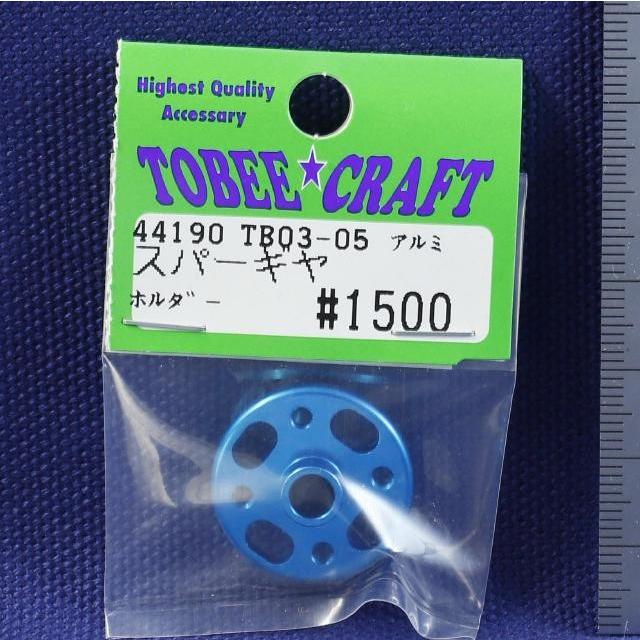 Highest Quality
Accessary
TOBEE★CRAFT
44190 TB03-05 アルミ
スパーギヤ
ホルダー #1500